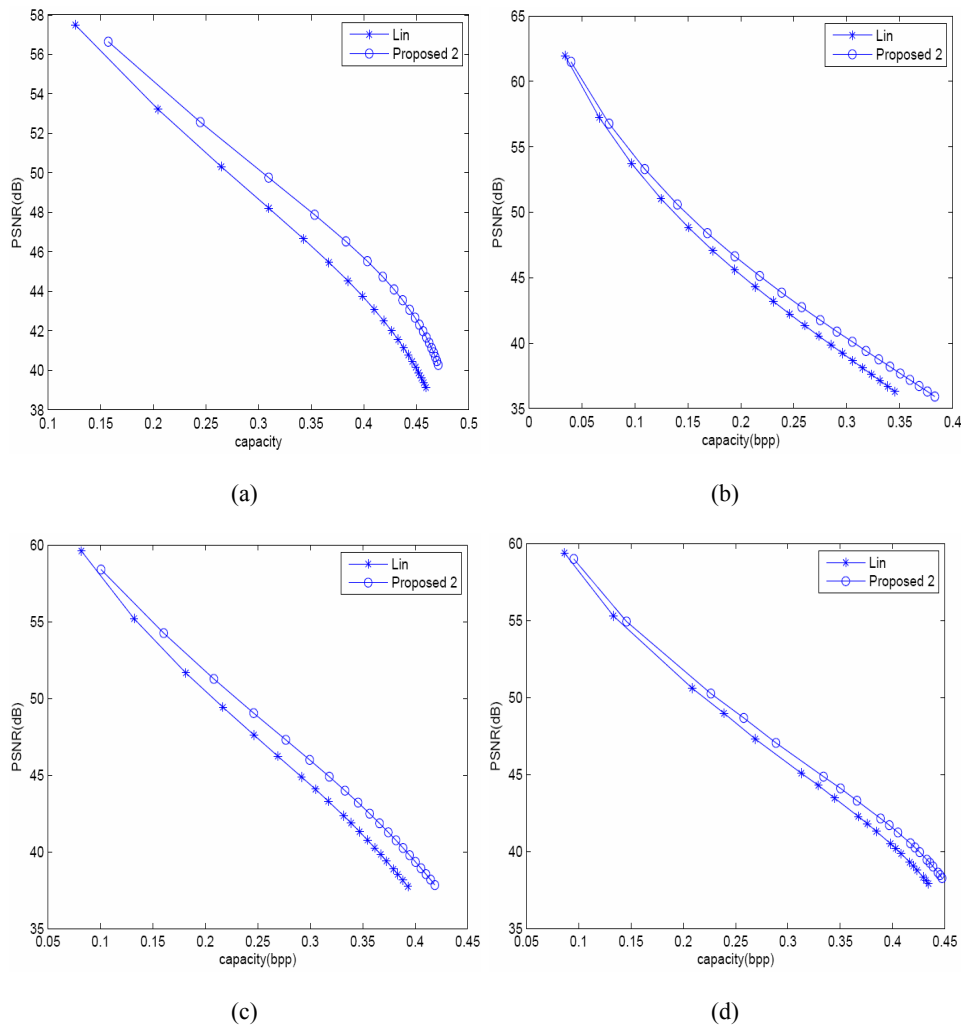 58
56
54
52
50
48
46
44
42
40
38
PSNR(dB)
Lin
Proposed 2
0.1 0.15 0.2 0.25 0.3 0.35 0.4 0.45 0.5
capacity
(a)
65
60
55
50
45
40
35
PSNR(dB)
Lin
Proposed 2
0 0.05 0.1 0.15 0.2 0.25 0.3 0.35 0.4
capacity(bpp)
(b)
60
55
50
45
40
35
PSNR(dB)
Lin
Proposed 2
0.05 0.1 0.15 0.2 0.25 0.3 0.35 0.4 0.45
capacity(bpp)
(c)
60
55
50
45
40
35
PSNR(dB)
Lin
Proposed 2
0.05 0.1 0.15 0.2 0.25 0.3 0.35 0.4 0.45
capacity(bpp)
(d)